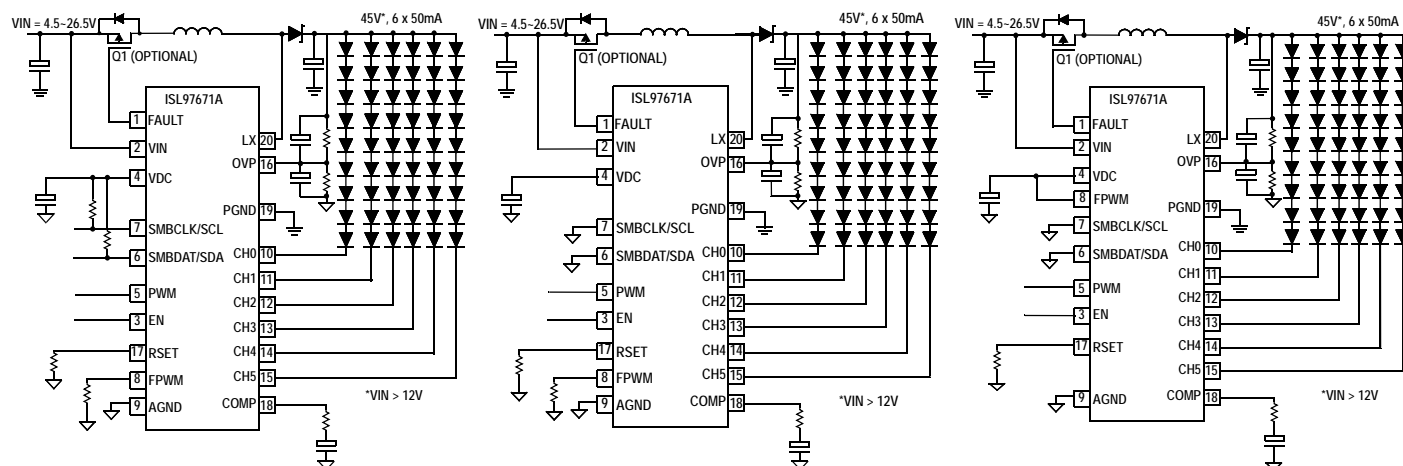 VIN = 4.5~26.5V
45V*, 6 x 50mA
Q1 (OPTIONAL)
ISL97671A
1 FAULT
2 VIN
4 VDC
7 SMBCLK/SCL
6 SMBDAT/SDA
5 PWM
3 EN
17 RSET
8 FPWM
9 AGND
LX 20
OVP 16
PGND 19
CH0 10
CH1 11
CH2 12
CH3 13
CH4 14
CH5 15
COMP 18
*VIN > 12V
VIN = 4.5~26.5V
45V*, 6 x 50mA
Q1 (OPTIONAL)
ISL97671A
1 FAULT
2 VIN
4 VDC
7 SMBCLK/SCL
6 SMBDAT/SDA
5 PWM
3 EN
17 RSET
8 FPWM
9 AGND
LX 20
OVP 16
PGND 19
CH0 10
CH1 11
CH2 12
CH3 13
CH4 14
CH5 15
COMP 18
*VIN > 12V
VIN = 4.5~26.5V
45V*, 6 x 50mA
Q1 (OPTIONAL)
ISL97671A
1 FAULT
2 VIN
4 VDC
8 FPWM
7 SMBCLK/SCL
6 SMBDAT/SDA
5 PWM
3 EN
17 RSET
9 AGND
LX 20
OVP 16
PGND 19
CH0 10
CH1 11
CH2 12
CH3 13
CH4 14
CH5 15
COMP 18
*VIN > 12V